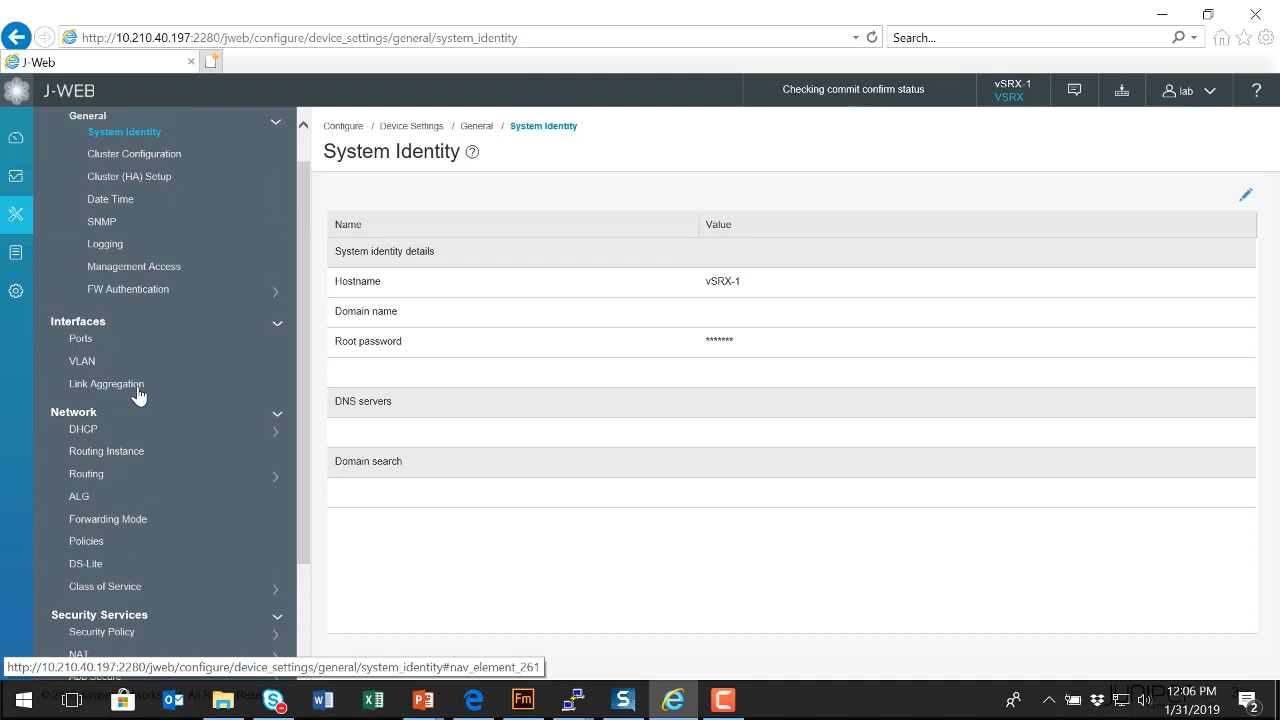 http://10.210.40.197:2280/jweb/configure/device_settings/general/system_identity
Search...
J-Web
J-WEB
Checking commit confirm status
vSRX-1
VSRX
lab
?
General
System Identity
Cluster Configuration
Cluster (HA) Setup
Date Time
SNMP
Logging
Management Access
FW Authentication
Interfaces
Ports
VLAN
Link Aggregation
Network
DHCP
Routing Instance
Routing
ALG
Forwarding Mode
Policies
DS-Lite
Class of Service
Security Services
Security Policy
NAT
Configure / Device Settings / General / System Identity
System Identity ?
Name Value
System identity details
Hostname vSRX-1
Domain name
Root password *******
DNS servers
Domain search
http://10.210.40.197:2280/jweb/configure/device_settings/general/system_identity#nav_element_261
12:06 PM
1/31/2019
2